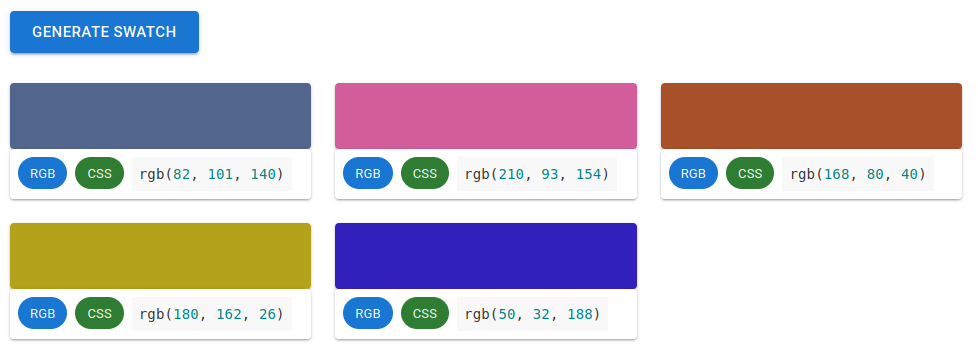 GENERATE SWATCH
RGB CSS rgb(82, 101, 140)
RGB CSS rgb(210, 93, 154)
RGB CSS rgb(168, 80, 40)
RGB CSS rgb(180, 162, 26)
RGB CSS rgb(50, 32, 188)